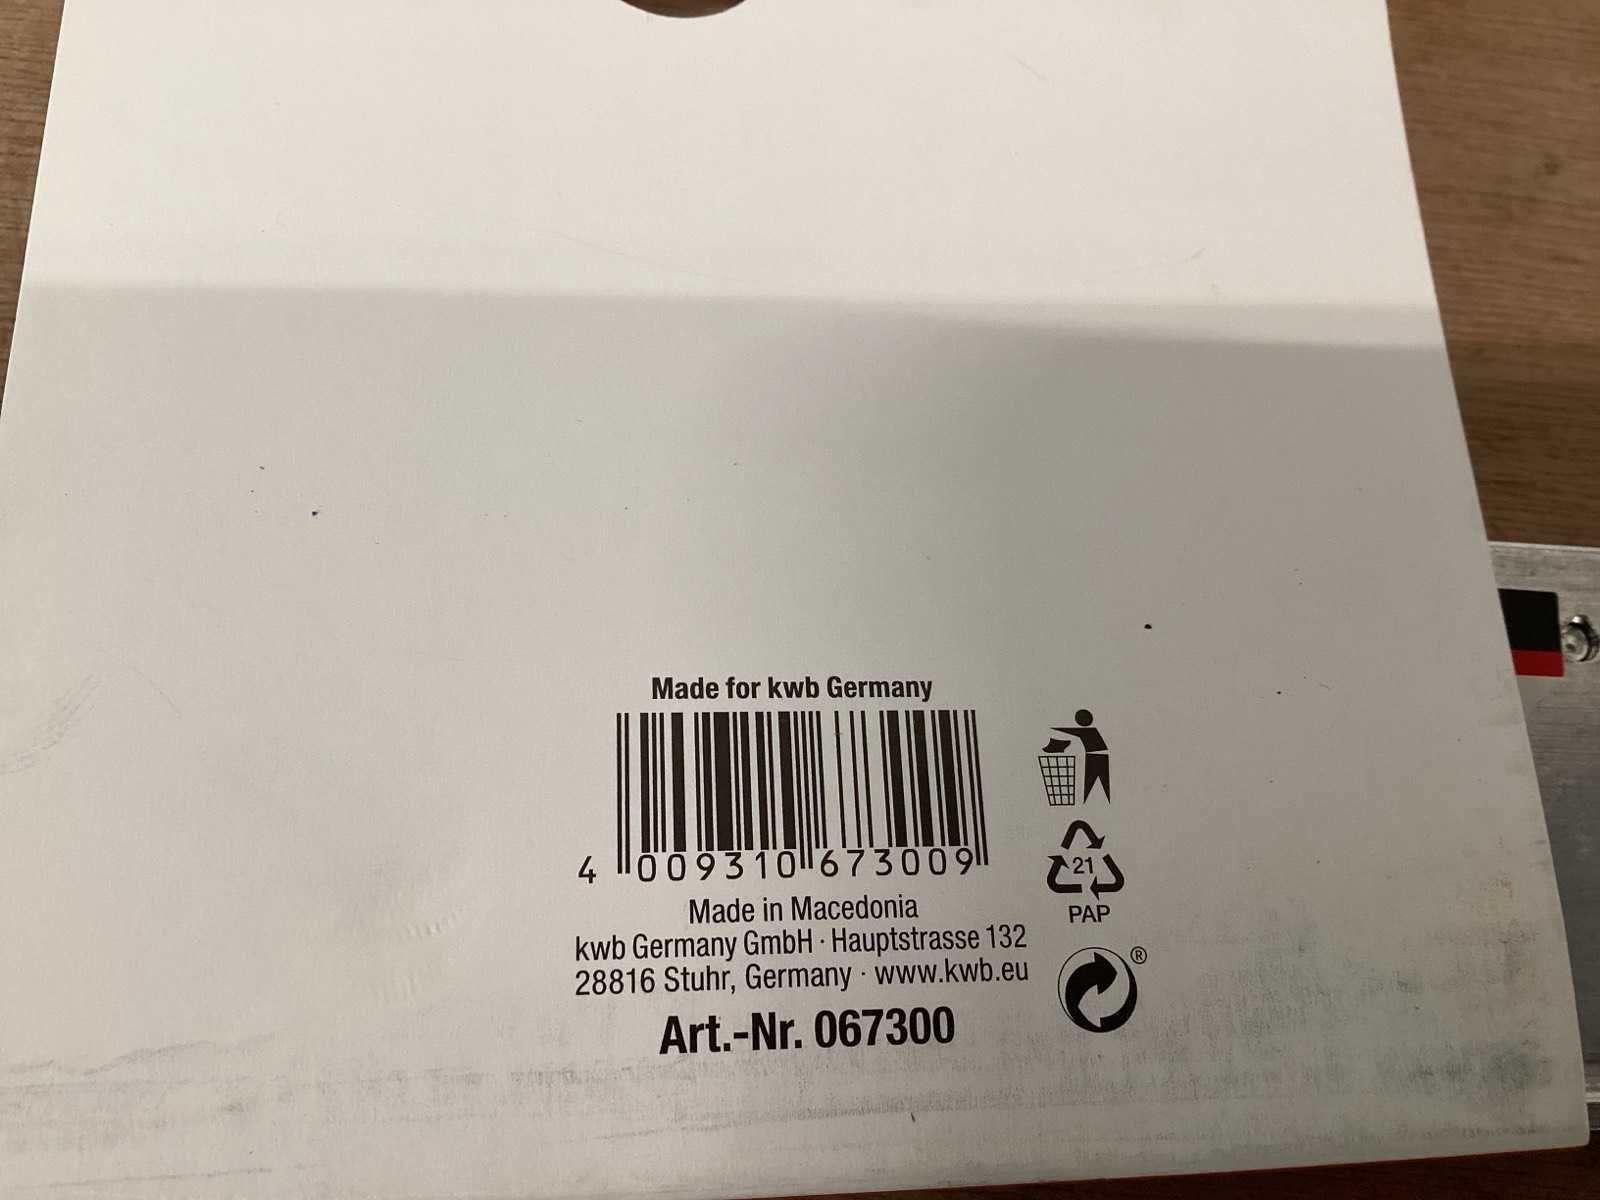 Made for kwb Germany
4 009310 673009
Made in Macedonia
kwb Germany GmbH · Hauptstrasse 132
28816 Stuhr, Germany · www.kwb.eu
Art.-Nr. 067300
21
PAP
®